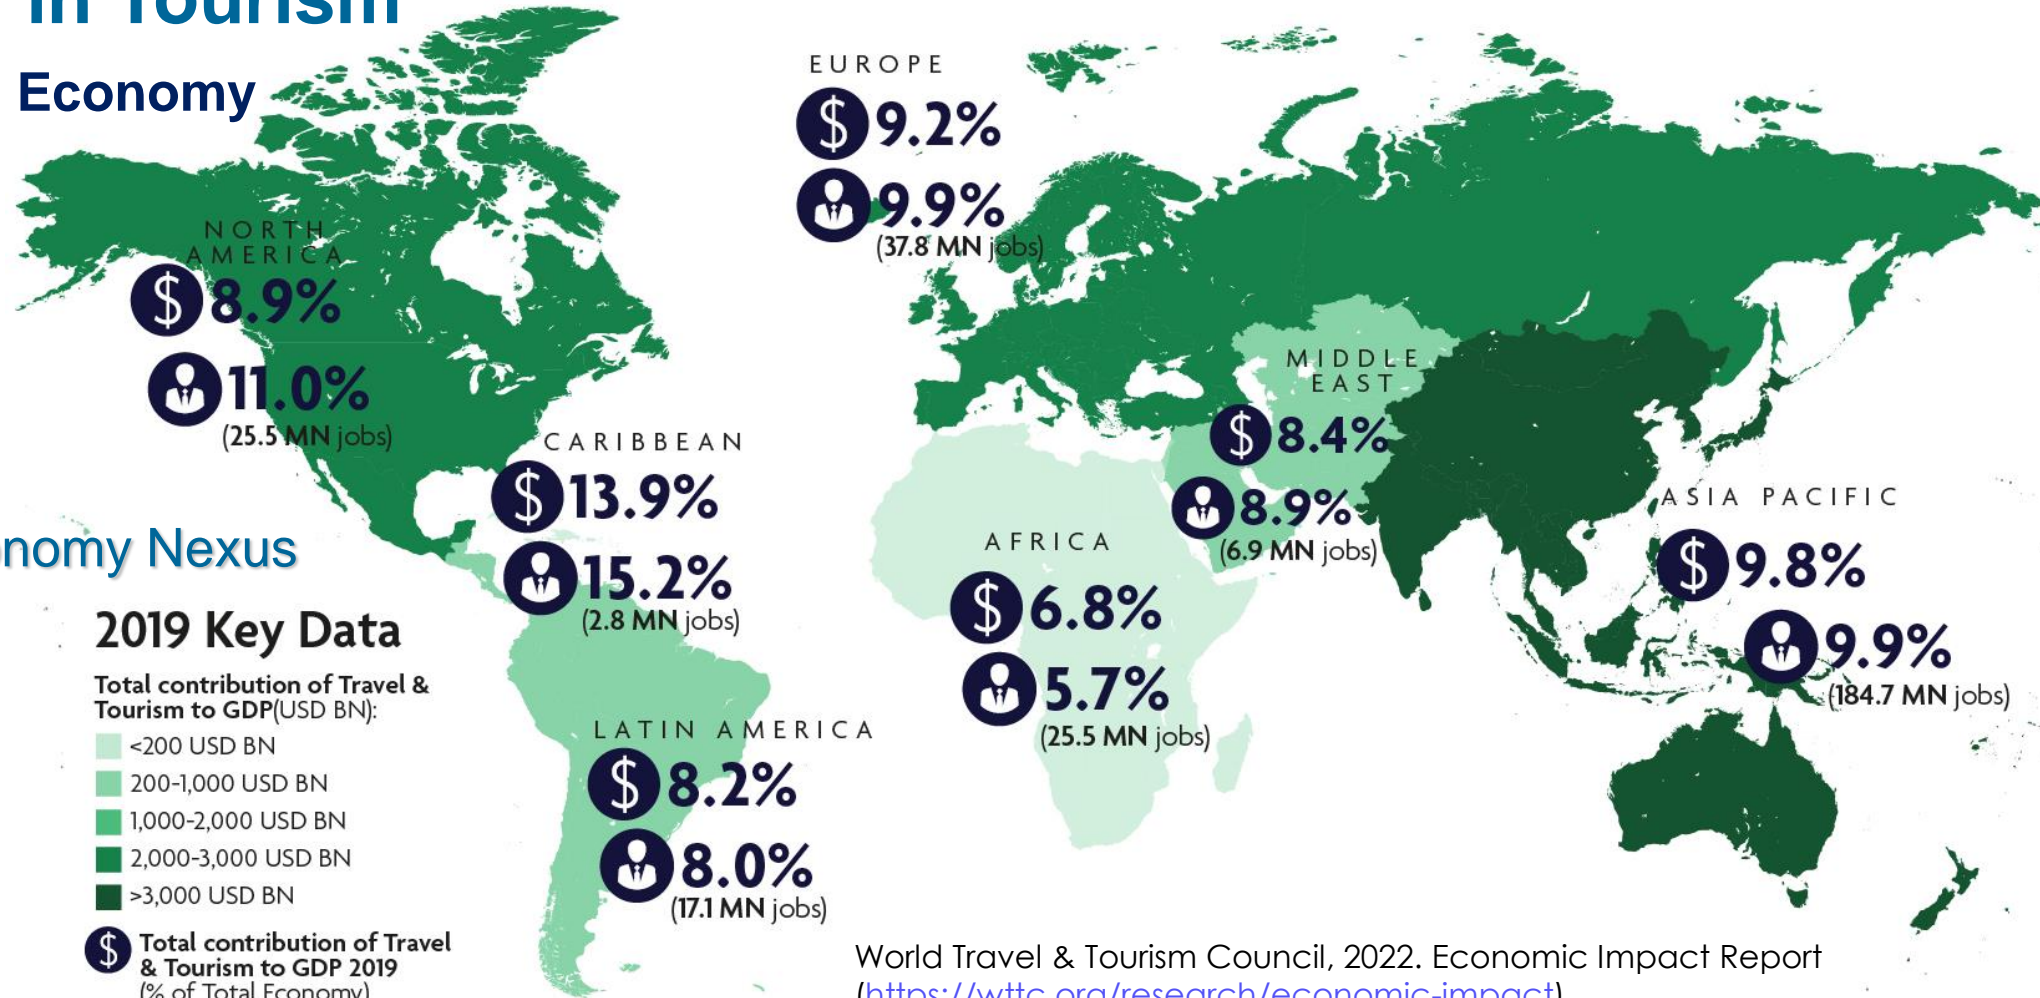 in Tourism
Economy
EUROPE
9.2%
9.9%
(37.8 MN jobs)
NORTH
AMERICA
8.9%
11.0%
(25.5 MN jobs)
CARIBBEAN
13.9%
15.2%
(2.8 MN jobs)
MIDDLE
EAST
8.4%
8.9%
(6.9 MN jobs)
AFRICA
6.8%
5.7%
(25.5 MN jobs)
ASIA PACIFIC
9.8%
9.9%
(184.7 MN jobs)
LATIN AMERICA
8.2%
8.0%
(17.1 MN jobs)
Nexus
2019 Key Data
Total contribution of Travel &
Tourism to GDP(USD BN):
<200 USD BN
200-1,000 USD BN
1,000-2,000 USD BN
2,000-3,000 USD BN
>3,000 USD BN
$ Total contribution of Travel
& Tourism to GDP 2019
(% of Total Economy)
World Travel & Tourism Council, 2022. Economic Impact Report
(https://wttc.org/research/economic-impact)